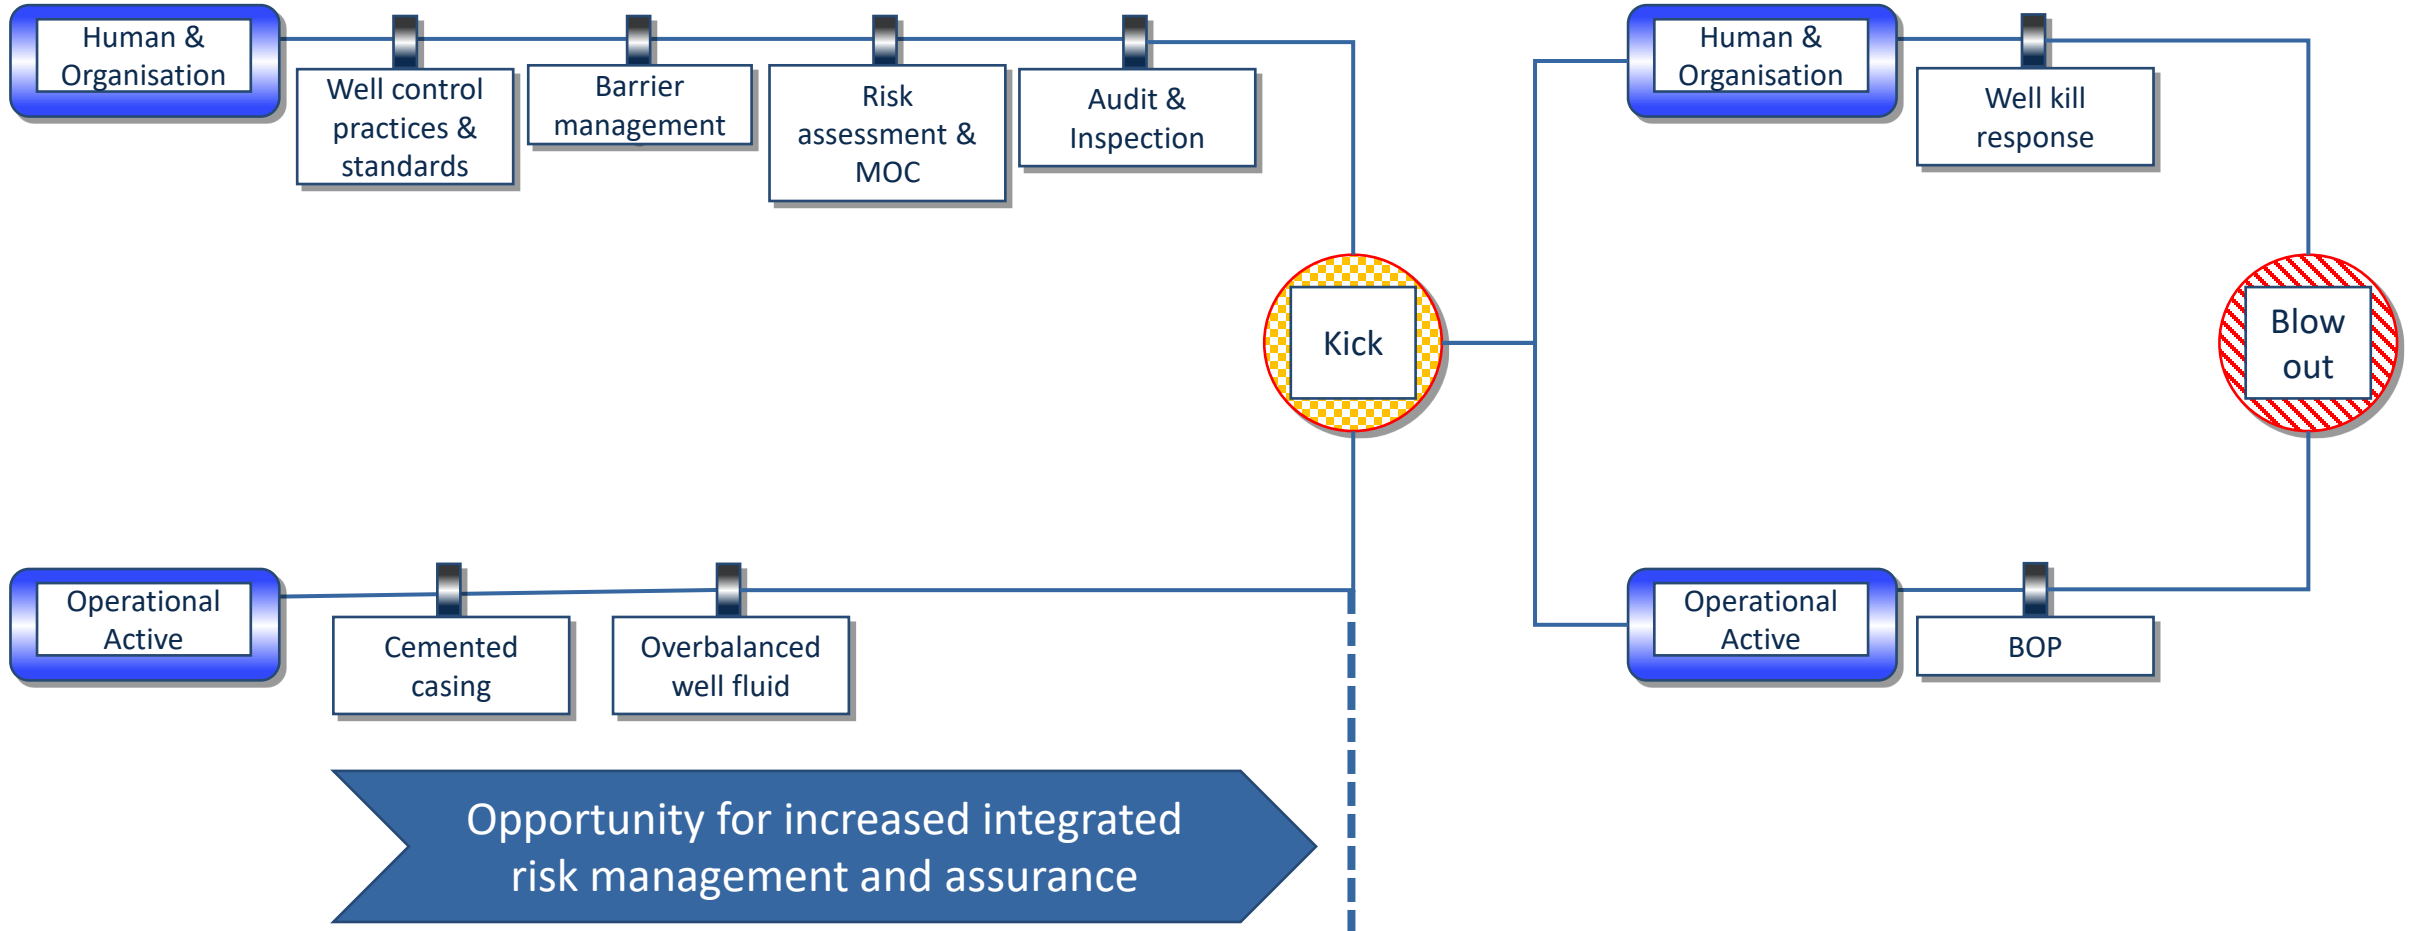 Human &
Organisation
Well control
practices &
standards
Barrier
management
Risk
assessment &
MOC
Audit &
Inspection
Human &
Organisation
Well kill
response
Kick
Blow
out
Operational
Active
Cemented
casing
Overbalanced
well fluid
Operational
Active
BOP
Opportunity for increased integrated
risk management and assurance